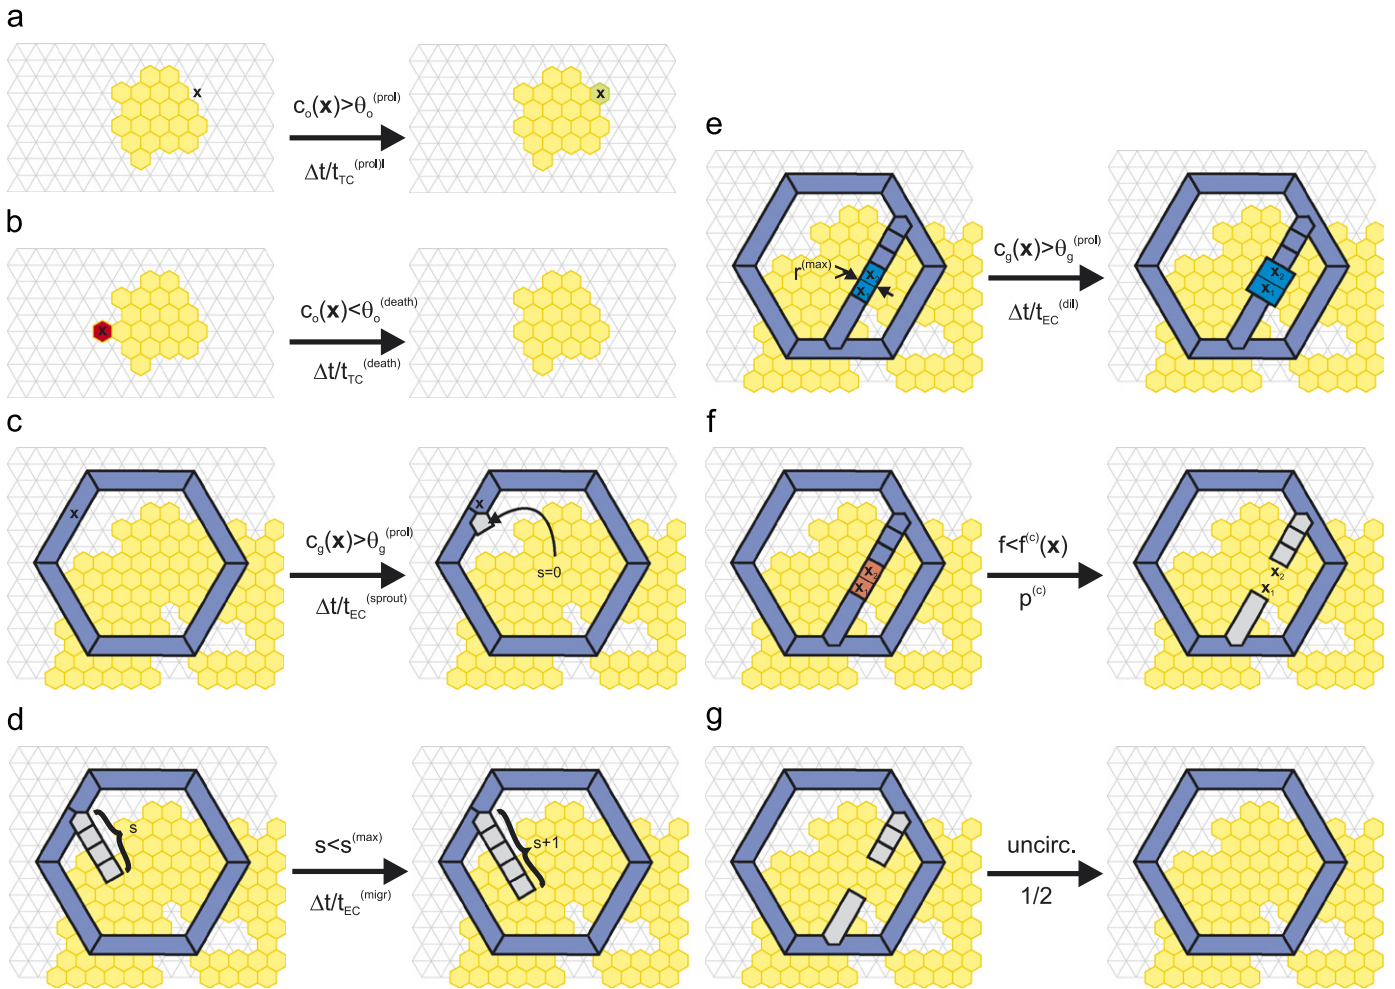 a
x
c_o(x)>θ_o^(prol)
Δt/t_TC^(prol)l
x
b
x
c_o(x)<θ_o^(death)
Δt/t_TC^(death)
c
x
c_g(x)>θ_g^(prol)
Δt/t_EC^(sprout)
x
s=0
d
s
s<s^(max)
Δt/t_EC^(migr)
s+1
e
r^(max)
x_2
x_1
c_g(x)>θ_g^(prol)
Δt/t_EC^(dil)
x_2
x_1
f
x_2
x_1
f<f^(c)(x)
p^(c)
x_2
x_1
g
uncirc.
1/2